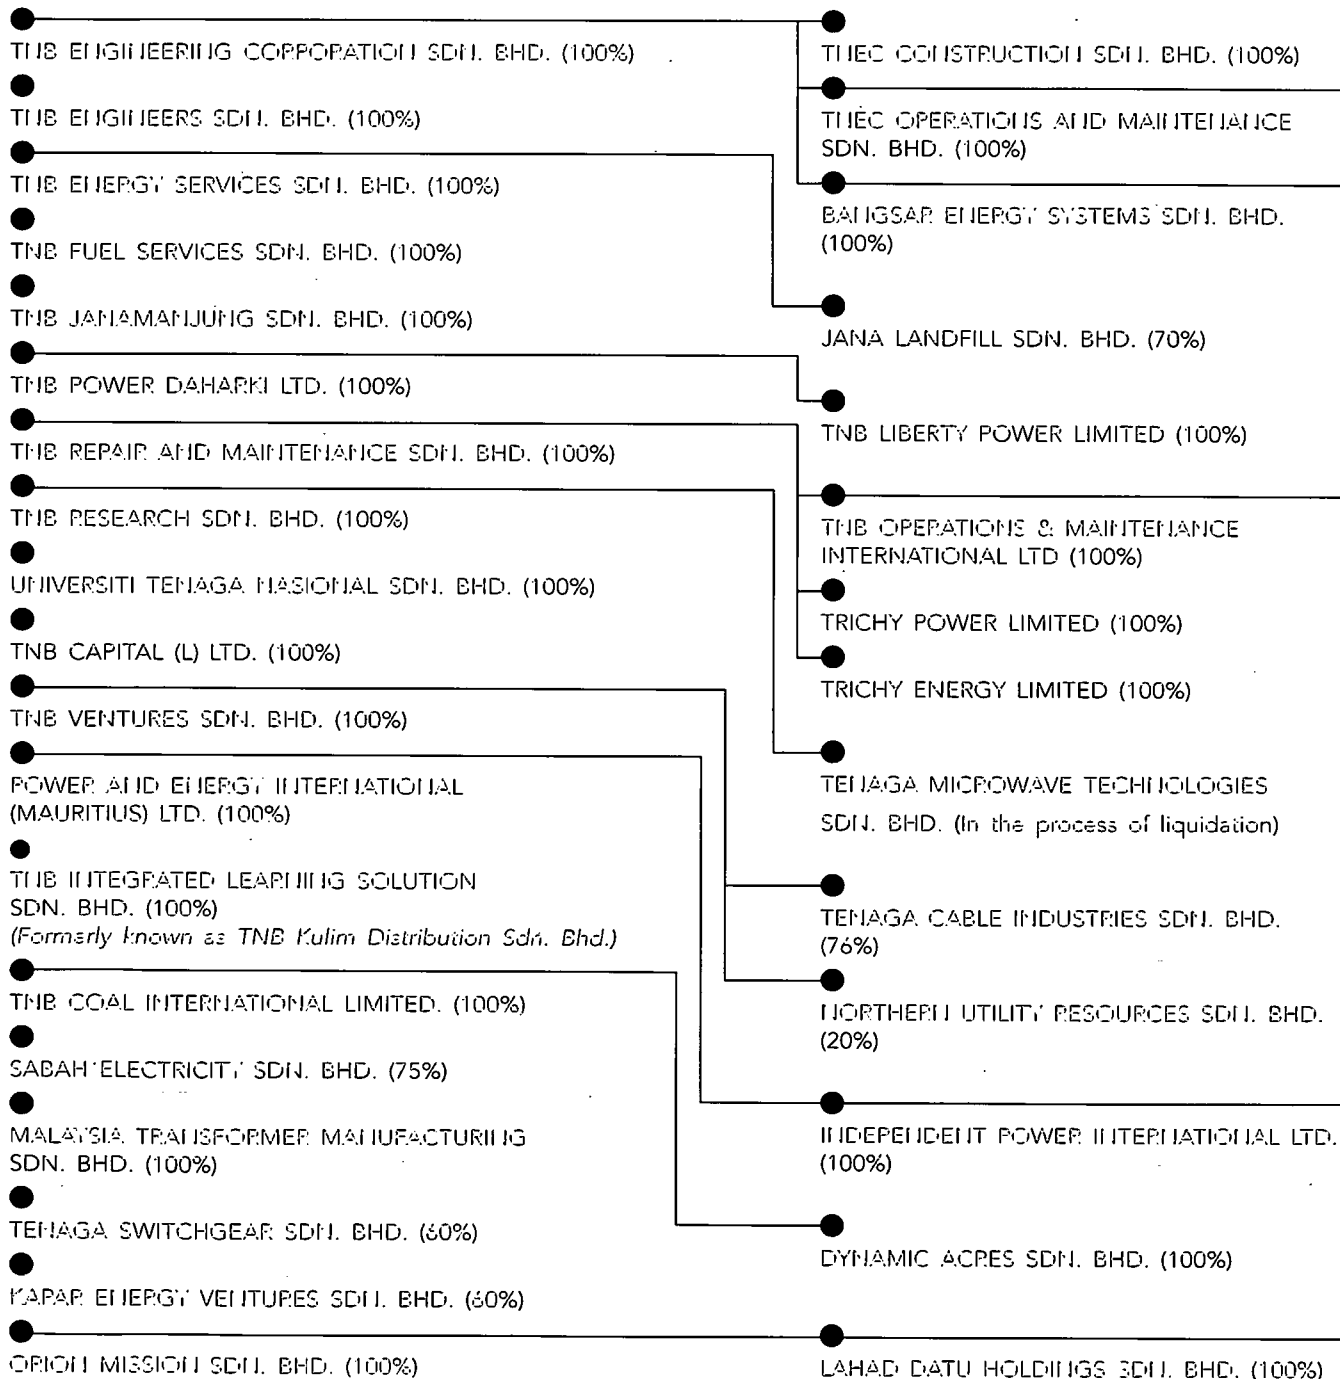 TNB ENGINEERING CORPORATION SDN. BHD. (100%)
TNB ENGINEERS SDN. BHD. (100%)
TNB ENERGY SERVICES SDN. BHD. (100%)
TNB FUEL SERVICES SDN. BHD. (100%)
TNB JANAMANJUNG SDN. BHD. (100%)
TNB POWER DAHARKI LTD. (100%)
TNB REPAIR AND MAINTENANCE SDN. BHD. (100%)
TNB RESEARCH SDN. BHD. (100%)
UNIVERSITI TENAGA NASIONAL SDN. BHD. (100%)
TNB CAPITAL (L) LTD. (100%)
TNB VENTURES SDN. BHD. (100%)
POWER AND ENERGY INTERNATIONAL
(MAURITIUS) LTD. (100%)
TNB INTEGRATED LEARNING SOLUTION
SDN. BHD. (100%)
(Formerly known as TNB Kulim Distribution Sdn. Bhd.)
TNB COAL INTERNATIONAL LIMITED. (100%)
SABAH ELECTRICITY SDN. BHD. (75%)
MALAYSIA TRANSFORMER MANUFACTURING
SDN. BHD. (100%)
TENAGA SWITCHGEAR SDN. BHD. (60%)
KAPAR ENERGY VENTURES SDN. BHD. (60%)
ORION MISSION SDN. BHD. (100%)
TNEC CONSTRUCTION SDN. BHD. (100%)
TNEC OPERATIONS AND MAINTENANCE
SDN. BHD. (100%)
BANGSAR ENERGY SYSTEMS SDN. BHD.
(100%)
JANA LANDFILL SDN. BHD. (70%)
TNB LIBERTY POWER LIMITED (100%)
TNB OPERATIONS & MAINTENANCE
INTERNATIONAL LTD (100%)
TRICHY POWER LIMITED (100%)
TRICHY ENERGY LIMITED (100%)
TENAGA MICROWAVE TECHNOLOGIES
SDN. BHD. (In the process of liquidation)
TENAGA CABLE INDUSTRIES SDN. BHD.
(76%)
NORTHERN UTILITY RESOURCES SDN. BHD.
(20%)
INDEPENDENT POWER INTERNATIONAL LTD.
(100%)
DYNAMIC ACRES SDN. BHD. (100%)
LAHAD DATU HOLDINGS SDN. BHD. (100%)